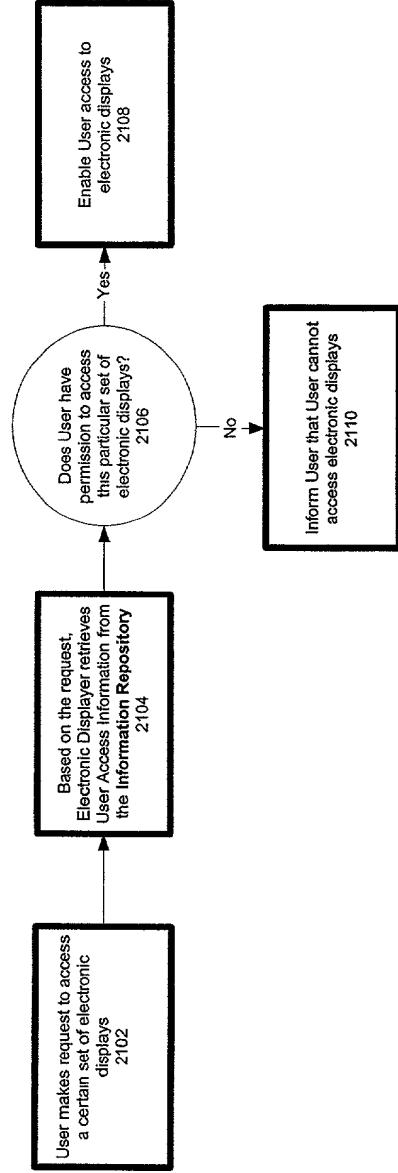 User makes request to access
a certain set of electronic
displays
2102
Based on the request,
Electronic Displayer retrieves
User Access Information from
the Information Repository
2104
Does User have
permission to access
this particular set of
electronic displays?
2106
Yes
Enable User access to
electronic displays
2108
No
Inform User that User cannot
access electronic displays
2110